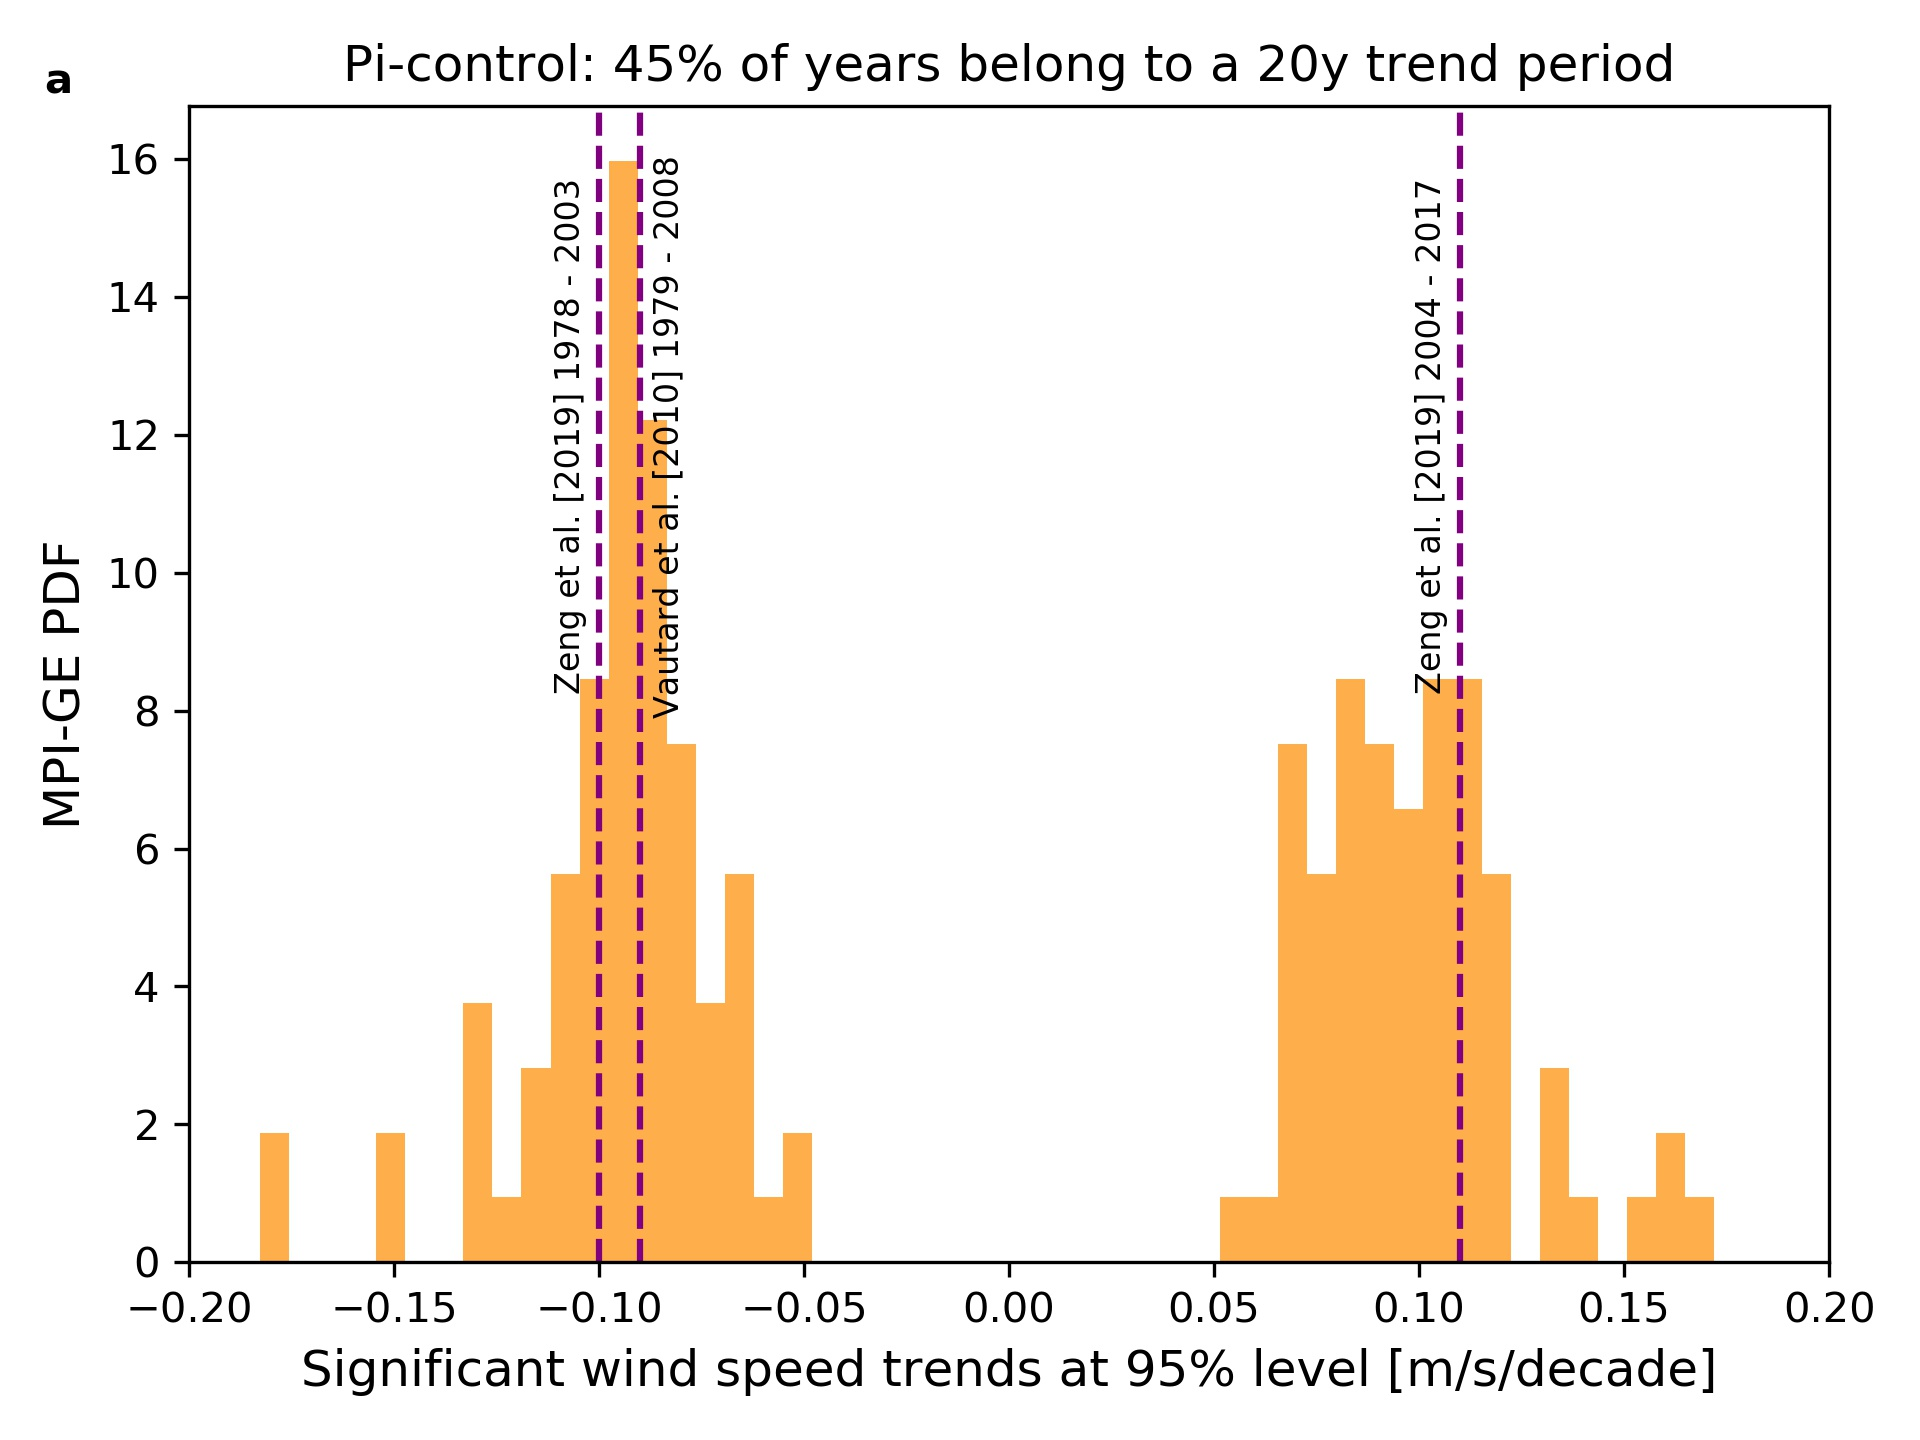 a
Pi-control: 45% of years belong to a 20y trend period
MPI-GE PDF
16
14
12
10
8
6
4
2
0
Zeng et al. [2019] 1978 - 2003
Vautard et al. [2010] 1979 - 2008
Zeng et al. [2019] 2004 - 2017
−0.20 −0.15 −0.10 −0.05 0.00 0.05 0.10 0.15 0.20
Significant wind speed trends at 95% level [m/s/decade]